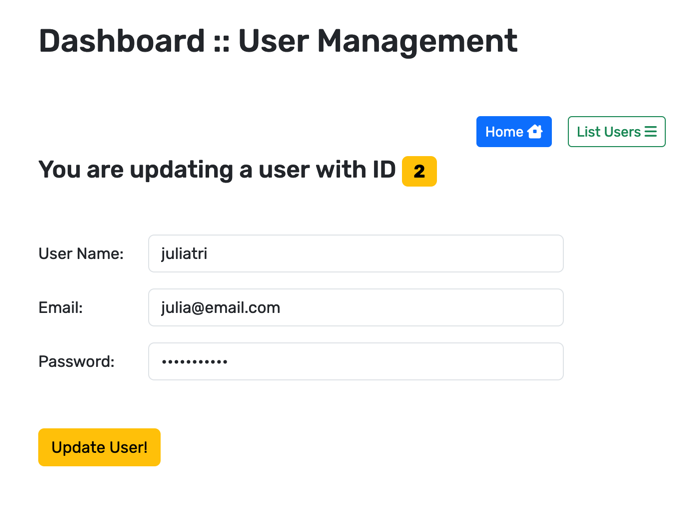 Dashboard :: User Management
Home
List Users
You are updating a user with ID 2
User Name: juliatri
Email: julia@email.com
Password: •••••••••••
Update User!